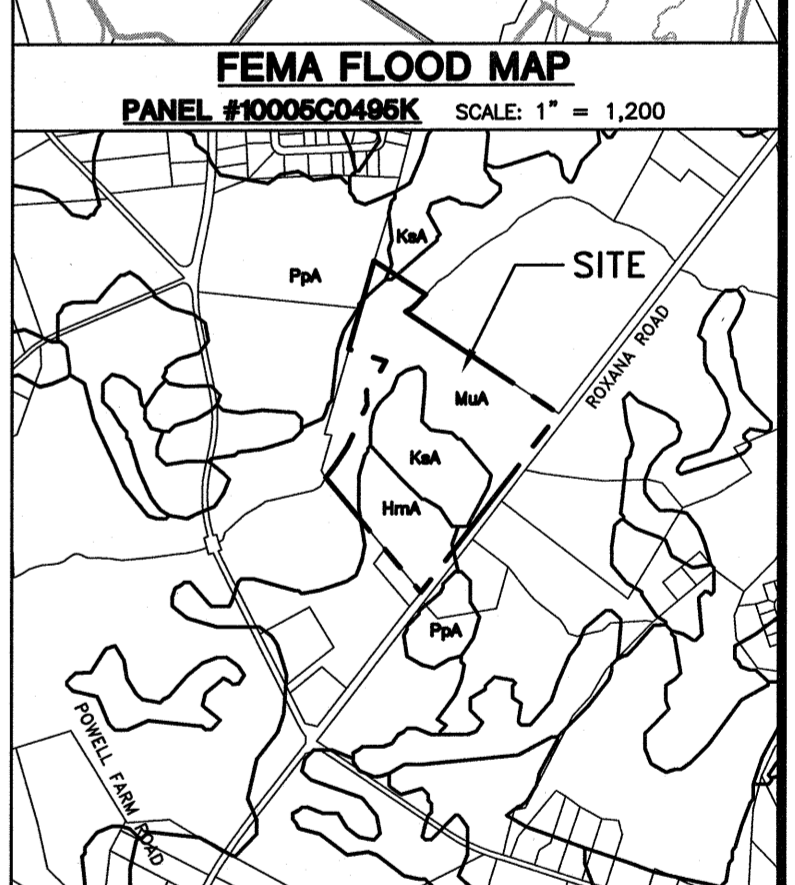 FEMA FLOOD MAP
PANEL #10005C0495K SCALE: 1" = 1,200
KsA
PpA
SITE
ROXANA ROAD
MuA
KsA
HmA
PpA
POWELL FARM ROAD